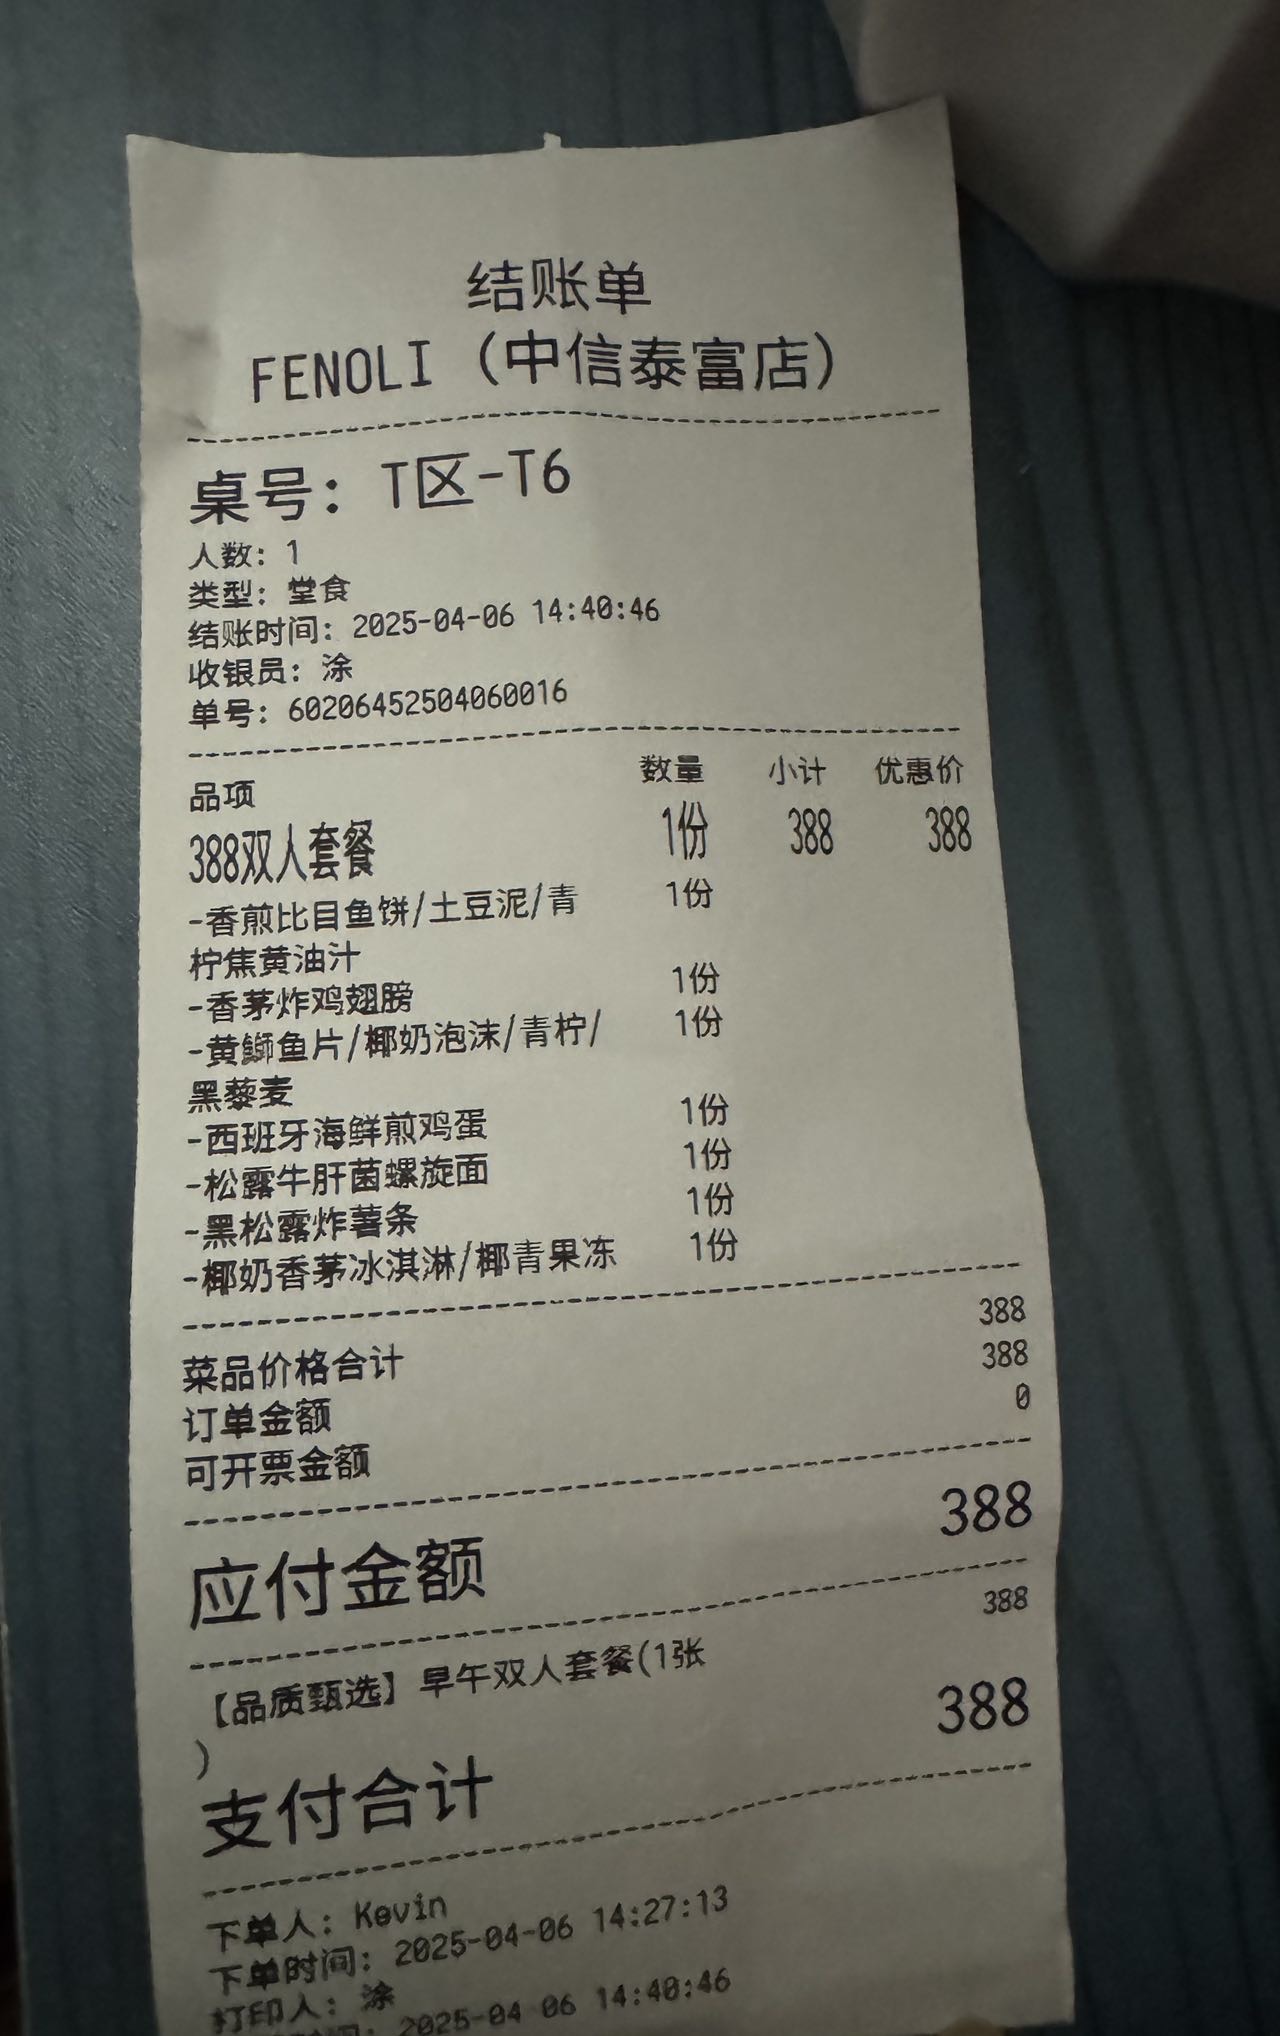 结账单
FENOLI（中信泰富店）
桌号：T区-T6
人数：1
类型：堂食
结账时间：2025-04-06 14:40:46
收银员：涂
单号：60206452504060016
品项 数量 小计 优惠价
388双人套餐 1份 388 388
-香煎比目鱼饼/土豆泥/青 1份
柠焦黄油汁
-香茅炸鸡翅膀 1份
-黄鰤鱼片/椰奶泡沫/青柠/ 1份
黑藜麦
-西班牙海鲜煎鸡蛋 1份
-松露牛肝菌螺旋面 1份
-黑松露炸薯条 1份
-椰奶香茅冰淇淋/椰青果冻 1份
菜品价格合计 388
订单金额 388
可开票金额 0
应付金额 388
【品质甄选】早午双人套餐(1张 388
)
支付合计 388
下单人：Kevin
下单时间：2025-04-06 14:27:13
打印人：涂
2025-04-06 14:40:46